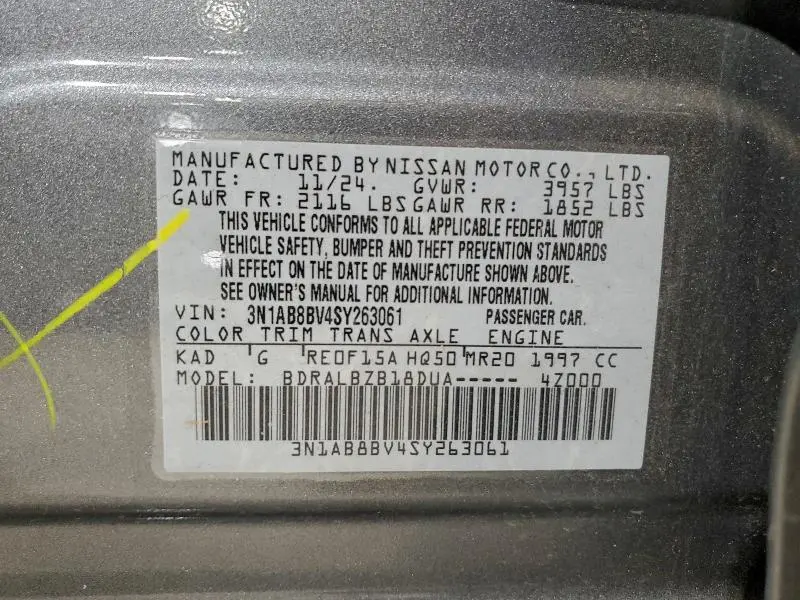 MANUFACTURED BY NISSAN MOTOR CO., LTD.
DATE: 11/24. GVWR: 3957 LBS
GAWR FR: 2116 LBS GAWR RR: 1852 LBS
THIS VEHICLE CONFORMS TO ALL APPLICABLE FEDERAL MOTOR
VEHICLE SAFETY, BUMPER AND THEFT PREVENTION STANDARDS
IN EFFECT ON THE DATE OF MANUFACTURE SHOWN ABOVE.
SEE OWNER'S MANUAL FOR ADDITIONAL INFORMATION.
VIN: 3N1AB8BV4SY263061 PASSENGER CAR.
COLOR TRIM TRANS AXLE ENGINE
KAD G RE0F15A HQ50 MR20 1997 CC
MODEL: BDRALBZB18DUA----- 4Z000
3N1AB8BV4SY263061